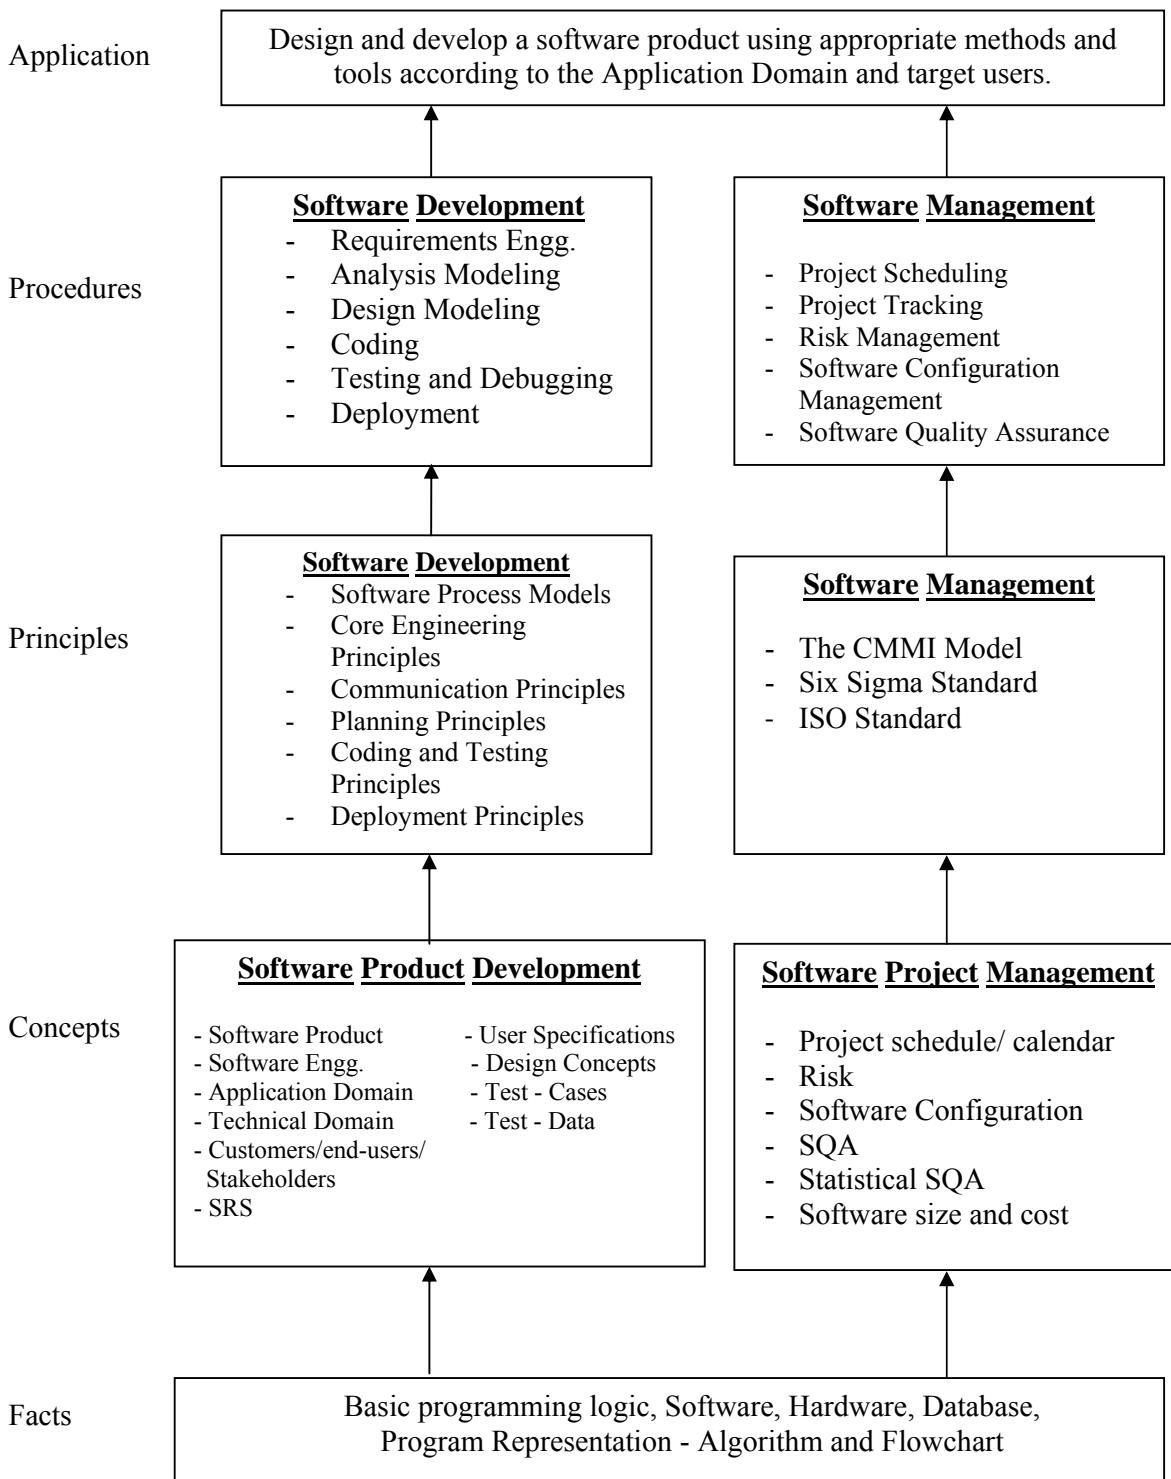 Application
Design and develop a software product using appropriate methods and
tools according to the Application Domain and target users.
Procedures
Software Development
- Requirements Engg.
- Analysis Modeling
- Design Modeling
- Coding
- Testing and Debugging
- Deployment
Software Management
- Project Scheduling
- Project Tracking
- Risk Management
- Software Configuration
Management
- Software Quality Assurance
Principles
Software Development
- Software Process Models
- Core Engineering
Principles
- Communication Principles
- Planning Principles
- Coding and Testing
Principles
- Deployment Principles
Software Management
- The CMMI Model
- Six Sigma Standard
- ISO Standard
Concepts
Software Product Development
- Software Product
- Software Engg.
- Application Domain
- Technical Domain
- Customers/end-users/
Stakeholders
- SRS
- User Specifications
- Design Concepts
- Test - Cases
- Test - Data
Software Project Management
- Project schedule/ calendar
- Risk
- Software Configuration
- SQA
- Statistical SQA
- Software size and cost
Facts
Basic programming logic, Software, Hardware, Database,
Program Representation - Algorithm and Flowchart